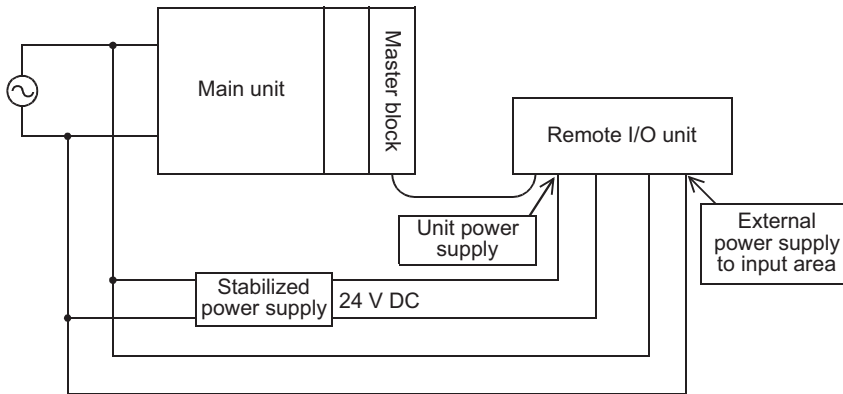 Main unit
Master block
Remote I/O unit
Unit power
supply
External
power supply
to input area
Stabilized
power supply
24 V DC